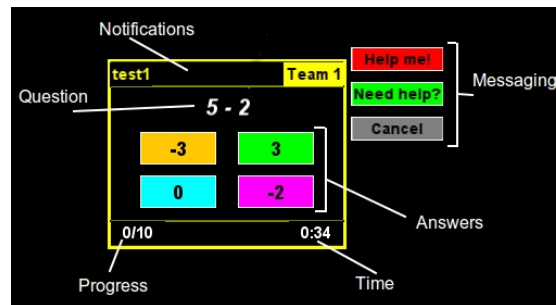 Notifications
Help me!
test1 Team 1
Messaging
Question
Need help?
5 - 2
Cancel
-3 3
0 -2
Answers
0/10 0:34
Progress
Time